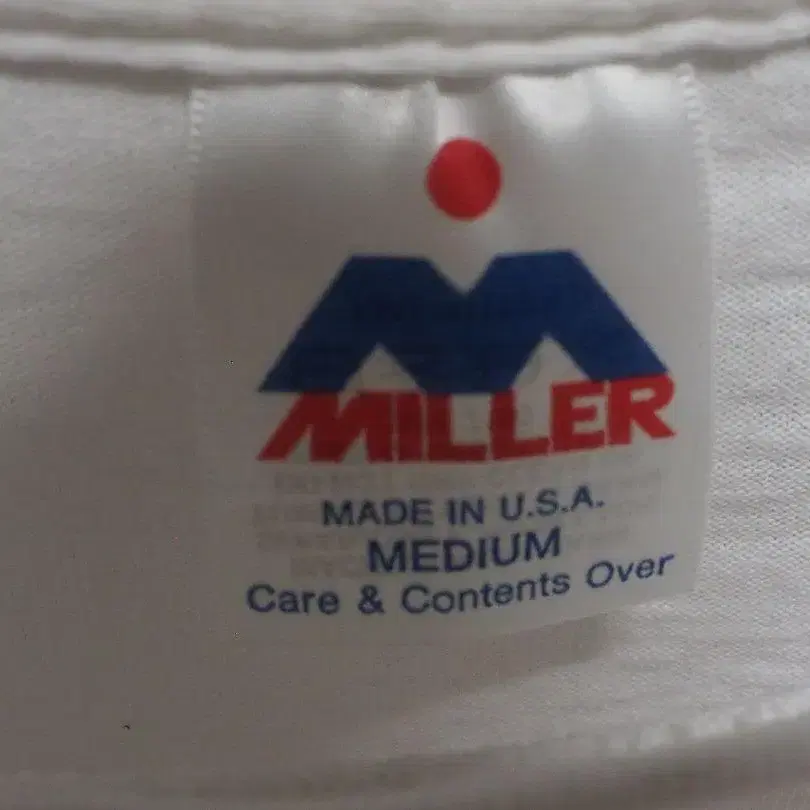 MILLER
MADE IN U.S.A.
MEDIUM
Care & Contents Over